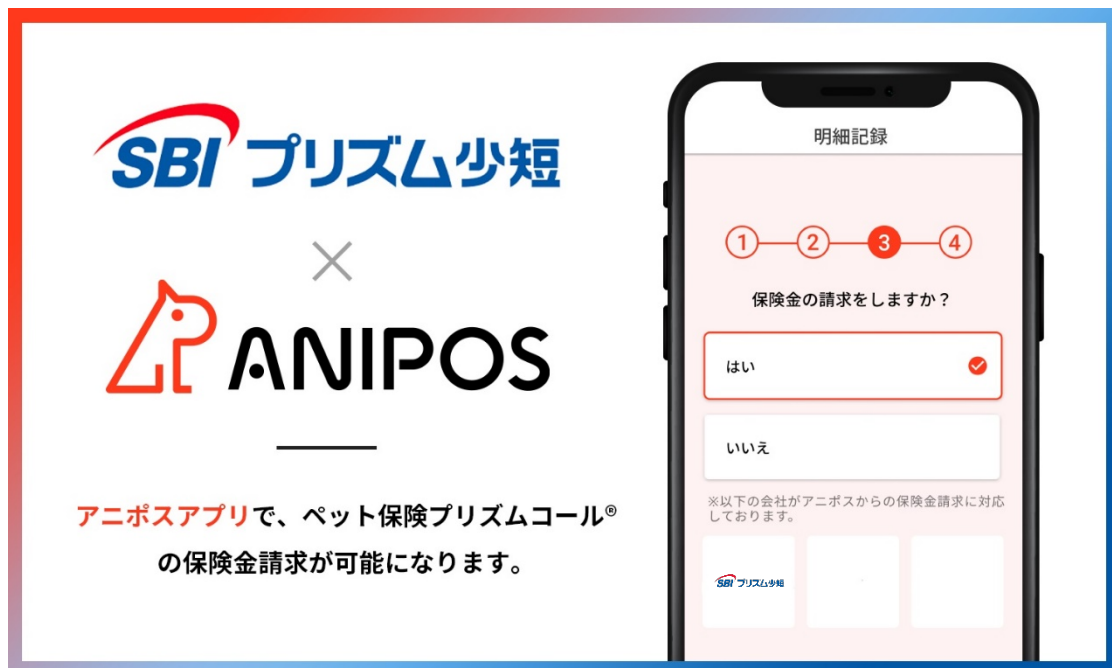 SBI プリズム少短
×
ANIPOS
アニポスアプリで、ペット保険プリズムコール®
の保険金請求が可能になります。
明細記録
1 2 3 4
保険金の請求をしますか？
はい
いいえ
※以下の会社がアニポスからの保険金請求に対応
しております。
SBI プリズム少短